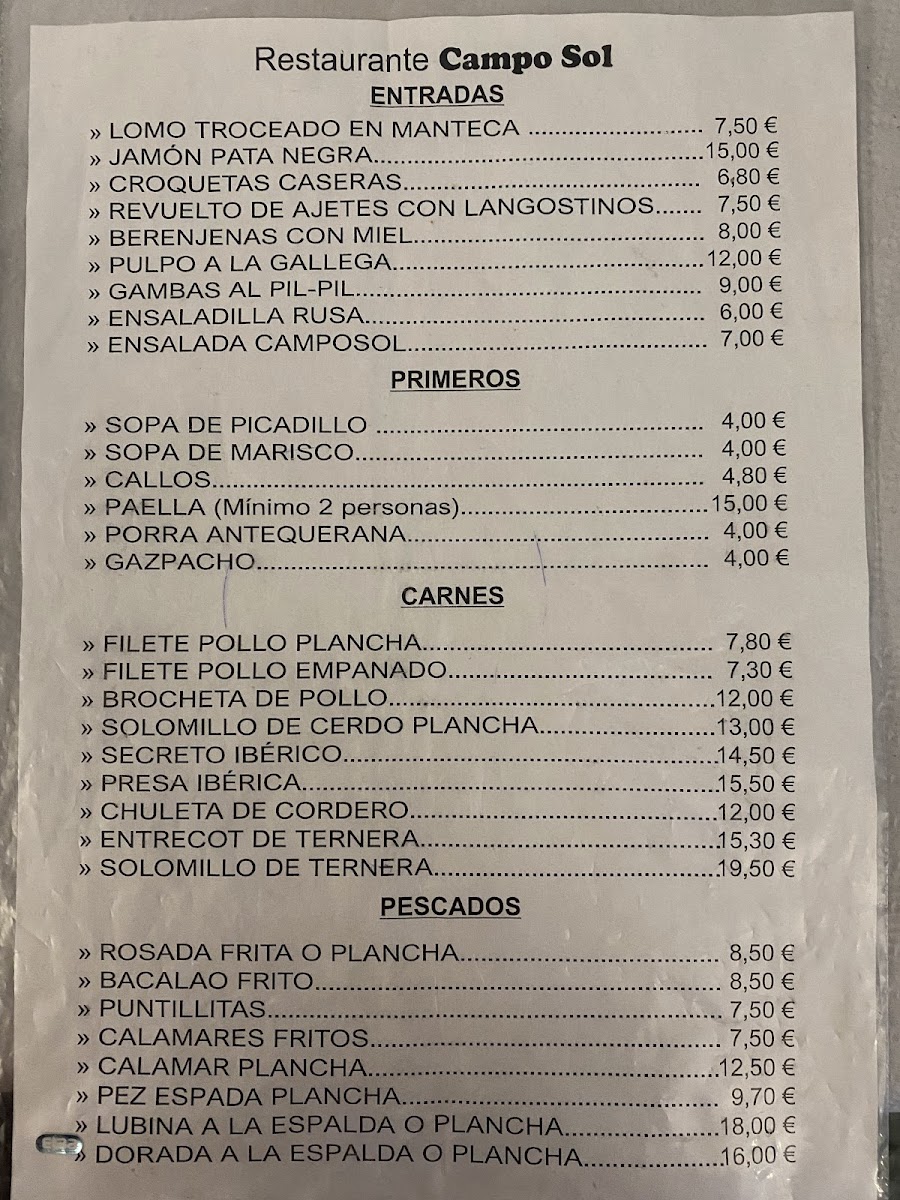 Restaurante Campo Sol
ENTRADAS
» LOMO TROCEADO EN MANTECA ........................... 7,50 €
» JAMÓN PATA NEGRA....................................................15,00 €
» CROQUETAS CASERAS............................................... 6,80 €
» REVUELTO DE AJETES CON LANGOSTINOS....... 7,50 €
» BERENJENAS CON MIEL............................................. 8,00 €
» PULPO A LA GALLEGA.................................................12,00 €
» GAMBAS AL PIL-PIL...................................................... 9,00 €
» ENSALADILLA RUSA..................................................... 6,00 €
» ENSALADA CAMPOSOL............................................... 7,00 €
PRIMEROS
» SOPA DE PICADILLO ................................................... 4,00 €
» SOPA DE MARISCO...................................................... 4,00 €
» CALLOS............................................................................ 4,80 €
» PAELLA (Mínimo 2 personas)......................................15,00 €
» PORRA ANTEQUERANA.............................................. 4,00 €
» GAZPACHO..................................................................... 4,00 €
CARNES
» FILETE POLLO PLANCHA............................................ 7,80 €
» FILETE POLLO EMPANADO........................................ 7,30 €
» BROCHETA DE POLLO..................................................12,00 €
» SOLOMILLO DE CERDO PLANCHA...........................13,00 €
» SECRETO IBÉRICO.........................................................14,50 €
» PRESA IBÉRICA................................................................15,50 €
» CHULETA DE CORDERO...............................................12,00 €
» ENTRECOT DE TERNERA..............................................15,30 €
» SOLOMILLO DE TERNERA............................................19,50 €
PESCADOS
» ROSADA FRITA O PLANCHA....................................... 8,50 €
» BACALAO FRITO............................................................. 8,50 €
» PUNTILLITAS..................................................................... 7,50 €
» CALAMARES FRITOS..................................................... 7,50 €
» CALAMAR PLANCHA.....................................................12,50 €
» PEZ ESPADA PLANCHA................................................ 9,70 €
» LUBINA A LA ESPALDA O PLANCHA.......................18,00 €
» DORADA A LA ESPALDA O PLANCHA.....................16,00 €